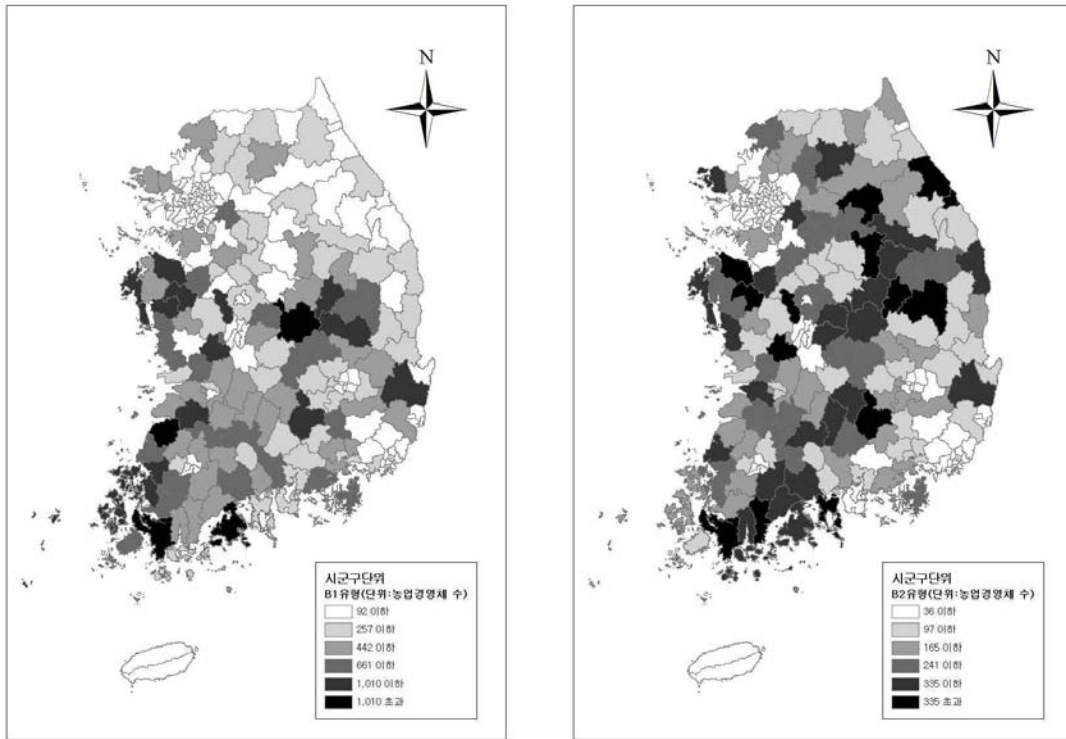 N
시군구단위
B1유형(단위:농업경영체 수)
92 이하
257 이하
442 이하
661 이하
1,010 이하
1,010 초과
N
시군구단위
B2유형(단위:농업경영체 수)
36 이하
97 이하
165 이하
241 이하
335 이하
335 초과